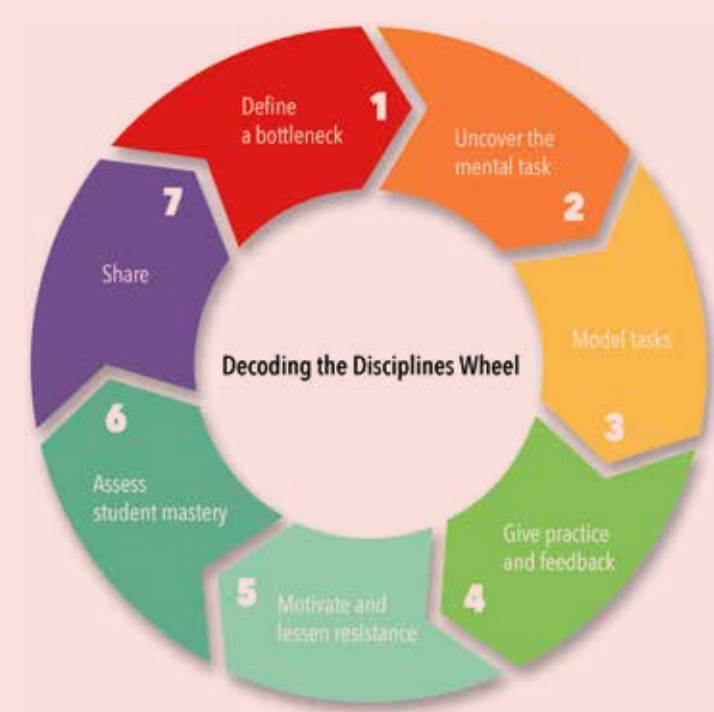 Define
a bottleneck
1
Uncover the
mental task
2
Model tasks
3
Give practice
and feedback
4
Motivate and
lessen resistance
5
Assess
student mastery
6
Share
7
Decoding the Disciplines Wheel